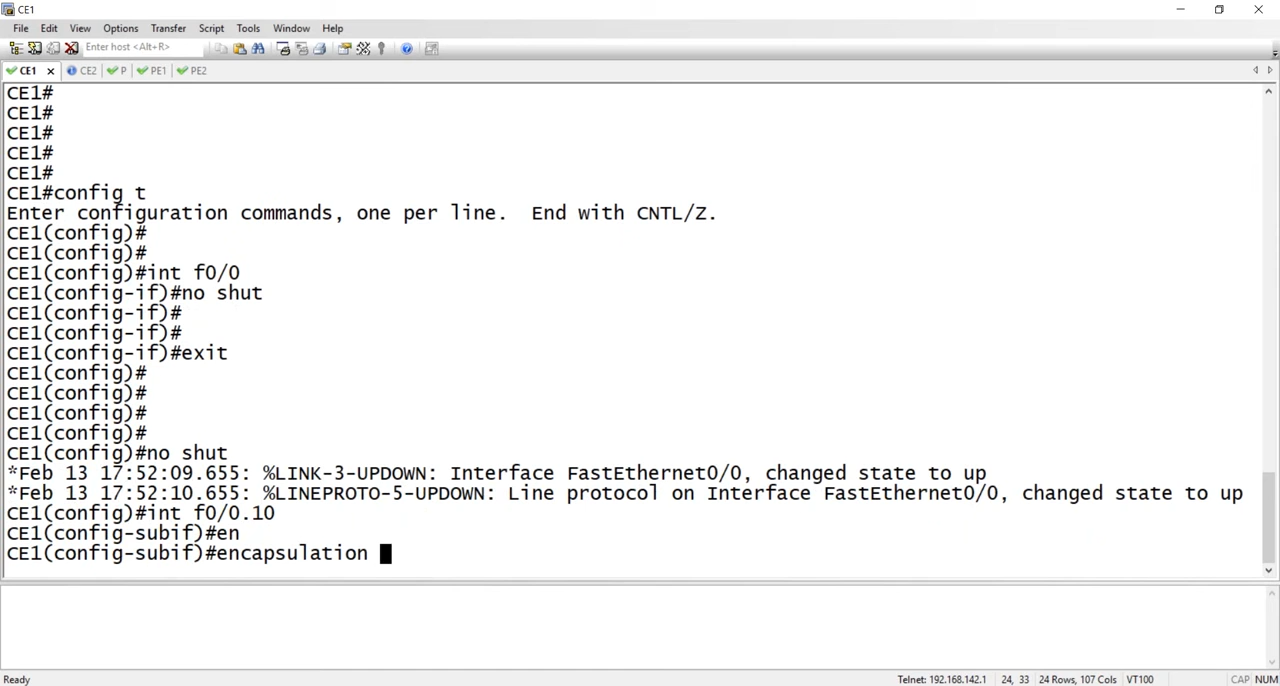 CE1
File Edit View Options Transfer Script Tools Window Help
Enter host <Alt+R>
CE1 CE2 P PE1 PE2
CE1#
CE1#
CE1#
CE1#
CE1#
CE1#config t
Enter configuration commands, one per line.  End with CNTL/Z.
CE1(config)#
CE1(config)#
CE1(config)#int f0/0
CE1(config-if)#no shut
CE1(config-if)#
CE1(config-if)#
CE1(config-if)#exit
CE1(config)#
CE1(config)#
CE1(config)#
CE1(config)#
CE1(config)#no shut
*Feb 13 17:52:09.655: %LINK-3-UPDOWN: Interface FastEthernet0/0, changed state to up
*Feb 13 17:52:10.655: %LINEPROTO-5-UPDOWN: Line protocol on Interface FastEthernet0/0, changed state to up
CE1(config)#int f0/0.10
CE1(config-subif)#en
CE1(config-subif)#encapsulation
Ready Telnet: 192.168.142.1 24, 33 24 Rows, 107 Cols VT100 CAP NUM